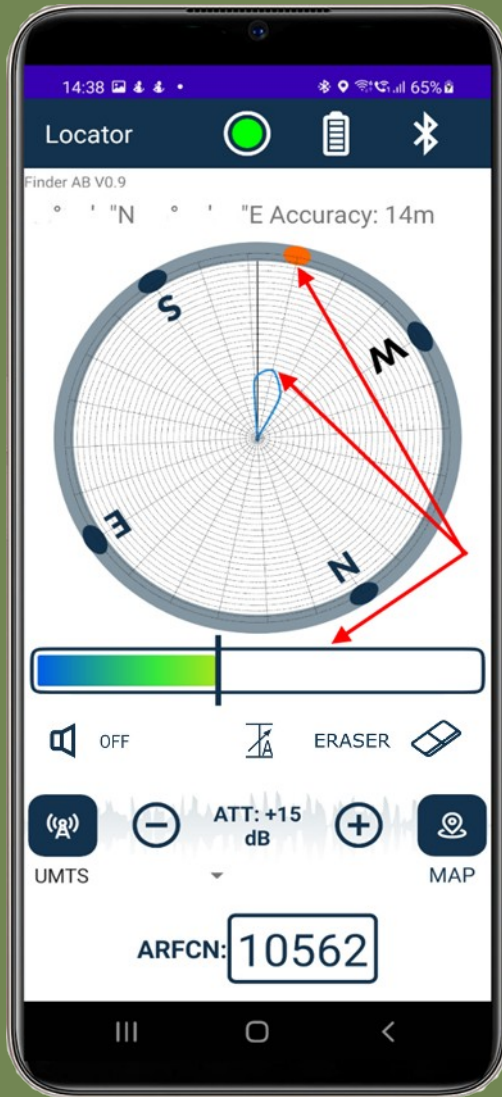 14:38 65%
Locator
Finder AB V0.9
° ' "N ° ' "E Accuracy: 14m
S
W
E
N
OFF A ERASER
ATT: +15
dB
UMTS MAP
ARFCN: 10562